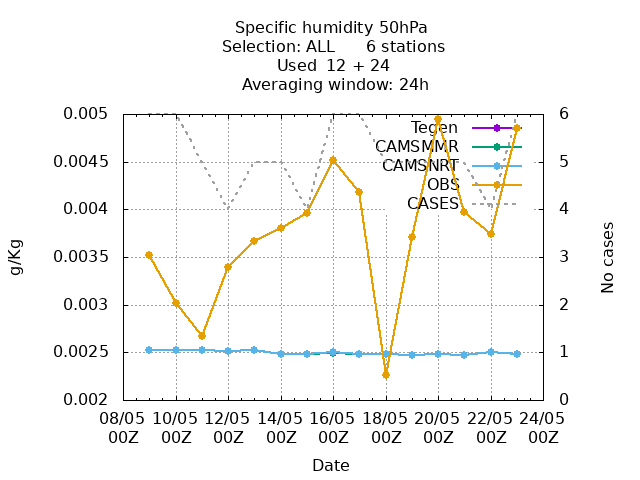 Specific humidity 50hPa
Selection: ALL 6 stations
Used 12 + 24
Averaging window: 24h
0.005
0.0045
0.004
0.0035
0.003
0.0025
0.002
6
5
4
3
2
1
0
Tegen
CAMSMMR
CAMSNRT
OBS
CASES
g/Kg
No cases
08/05 10/05 12/05 14/05 16/05 18/05 20/05 22/05 24/05
00Z 00Z 00Z 00Z 00Z 00Z 00Z 00Z 00Z
Date